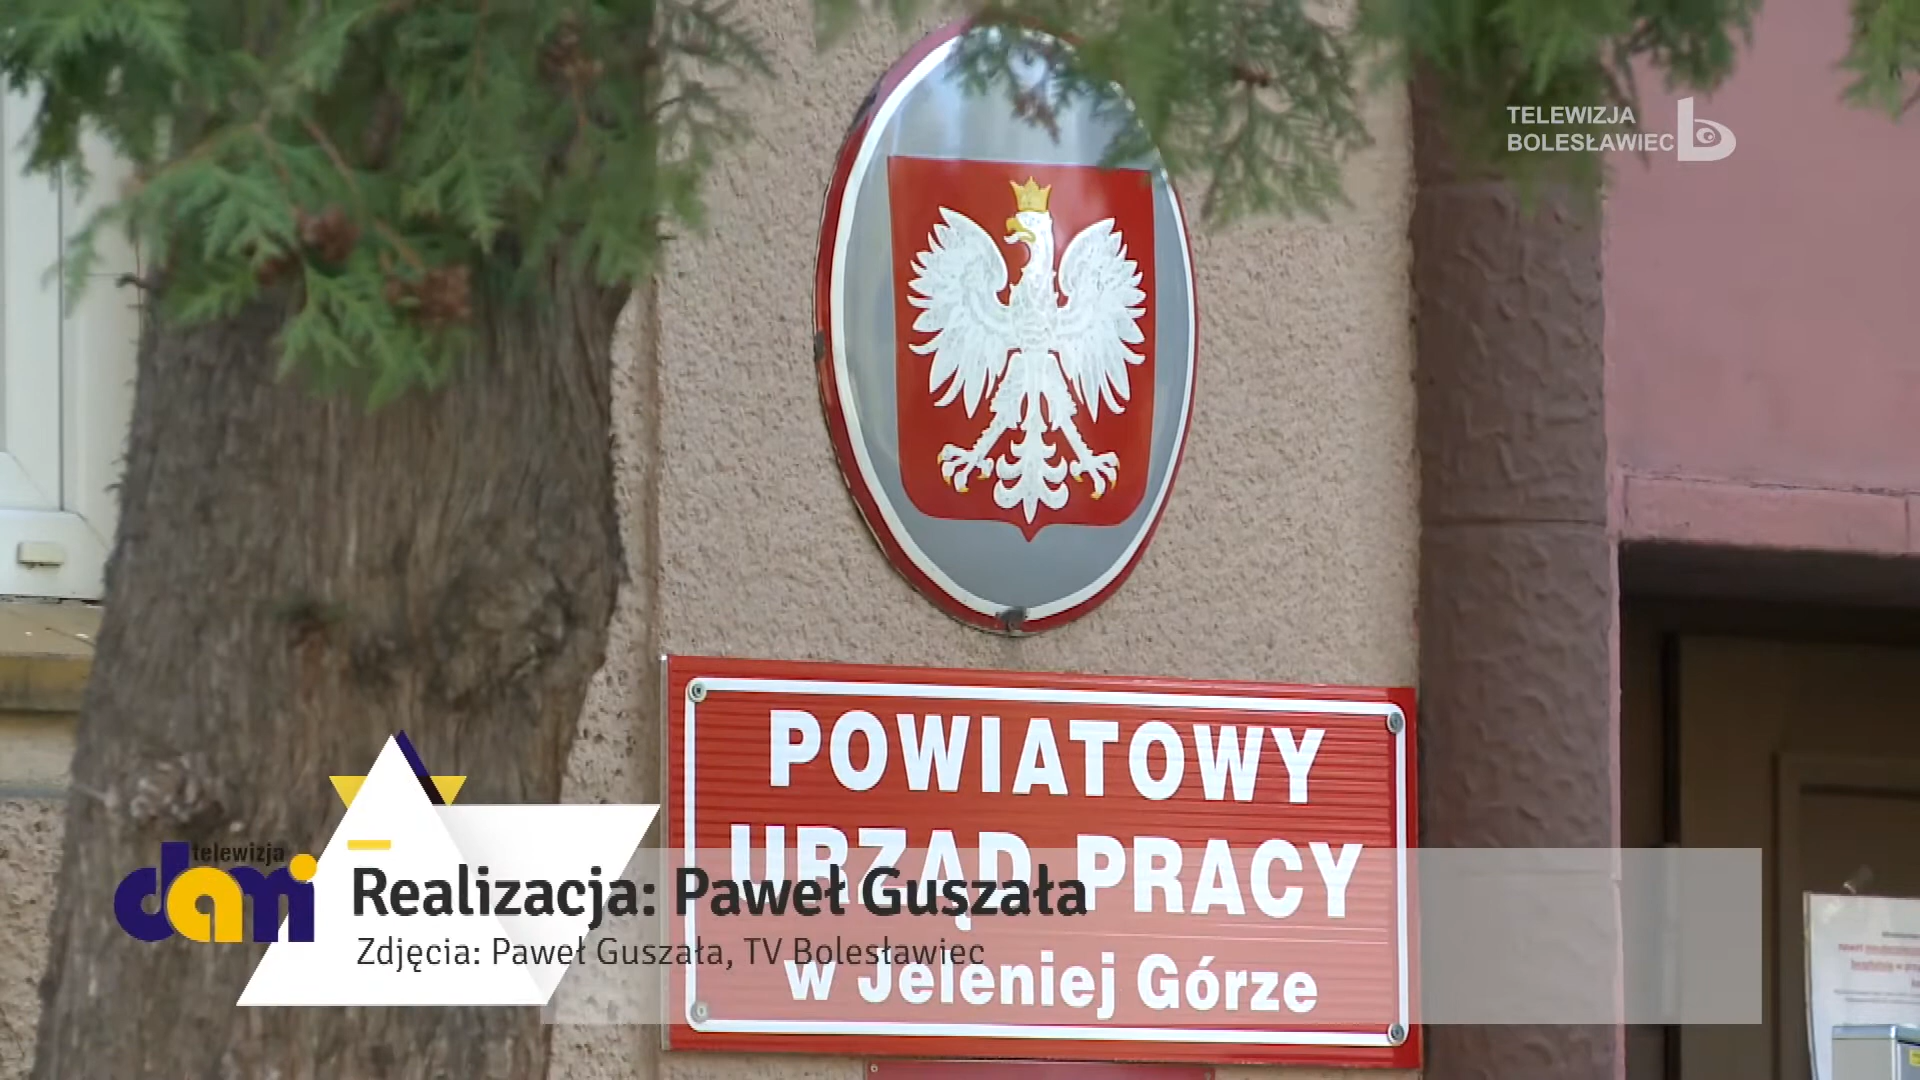 TELEWIZJA
BOLESŁAWIEC
POWIATOWY
URZĄD PRACY
w Jeleniej Górze
telewizja
dami
Realizacja: Paweł Guszała
Zdjęcia: Paweł Guszała, TV Bolesławiec